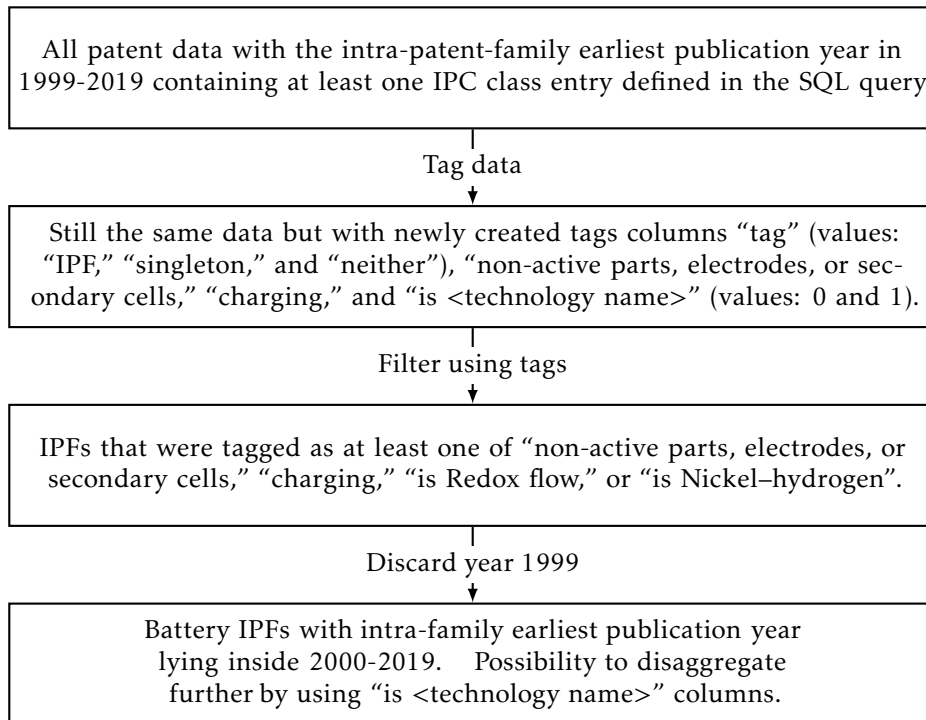 All patent data with the intra-patent-family earliest publication year in
1999-2019 containing at least one IPC class entry defined in the SQL query
Tag data
Still the same data but with newly created tags columns “tag” (values:
“IPF,” “singleton,” and “neither”), “non-active parts, electrodes, or sec-
ondary cells,” “charging,” and “is <technology name>” (values: 0 and 1).
Filter using tags
IPFs that were tagged as at least one of “non-active parts, electrodes, or
secondary cells,” “charging,” “is Redox flow,” or “is Nickel–hydrogen”.
Discard year 1999
Battery IPFs with intra-family earliest publication year
lying inside 2000-2019. Possibility to disaggregate
further by using “is <technology name>” columns.